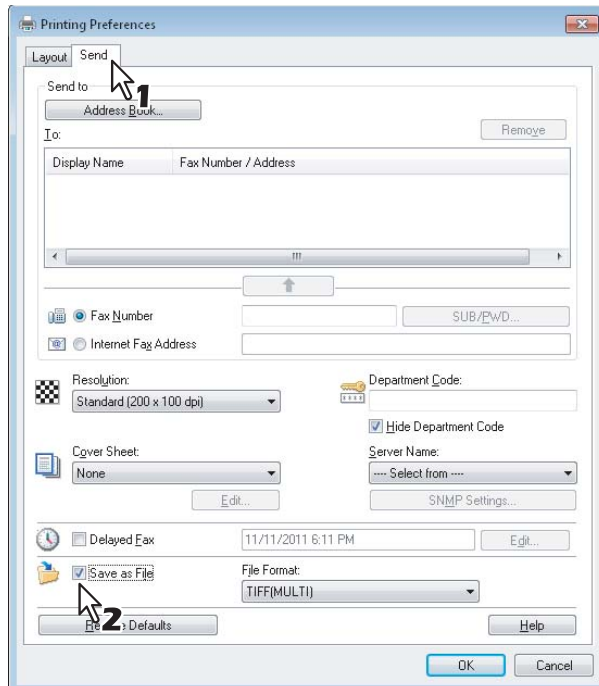 Printing Preferences
Layout Send
1
Send to
Address Book...
To:
Remove
Display Name Fax Number / Address
Fax Number SUB/PWD...
Internet Fax Address
Resolution: Department Code:
Standard (200 x 100 dpi)
Hide Department Code
Cover Sheet: Server Name:
None ---- Select from ----
Edit... SNMP Settings...
Delayed Fax 11/11/2011 6:11 PM Edit...
Save as File File Format:
TIFF(MULTI)
2
Defaults Help
OK Cancel